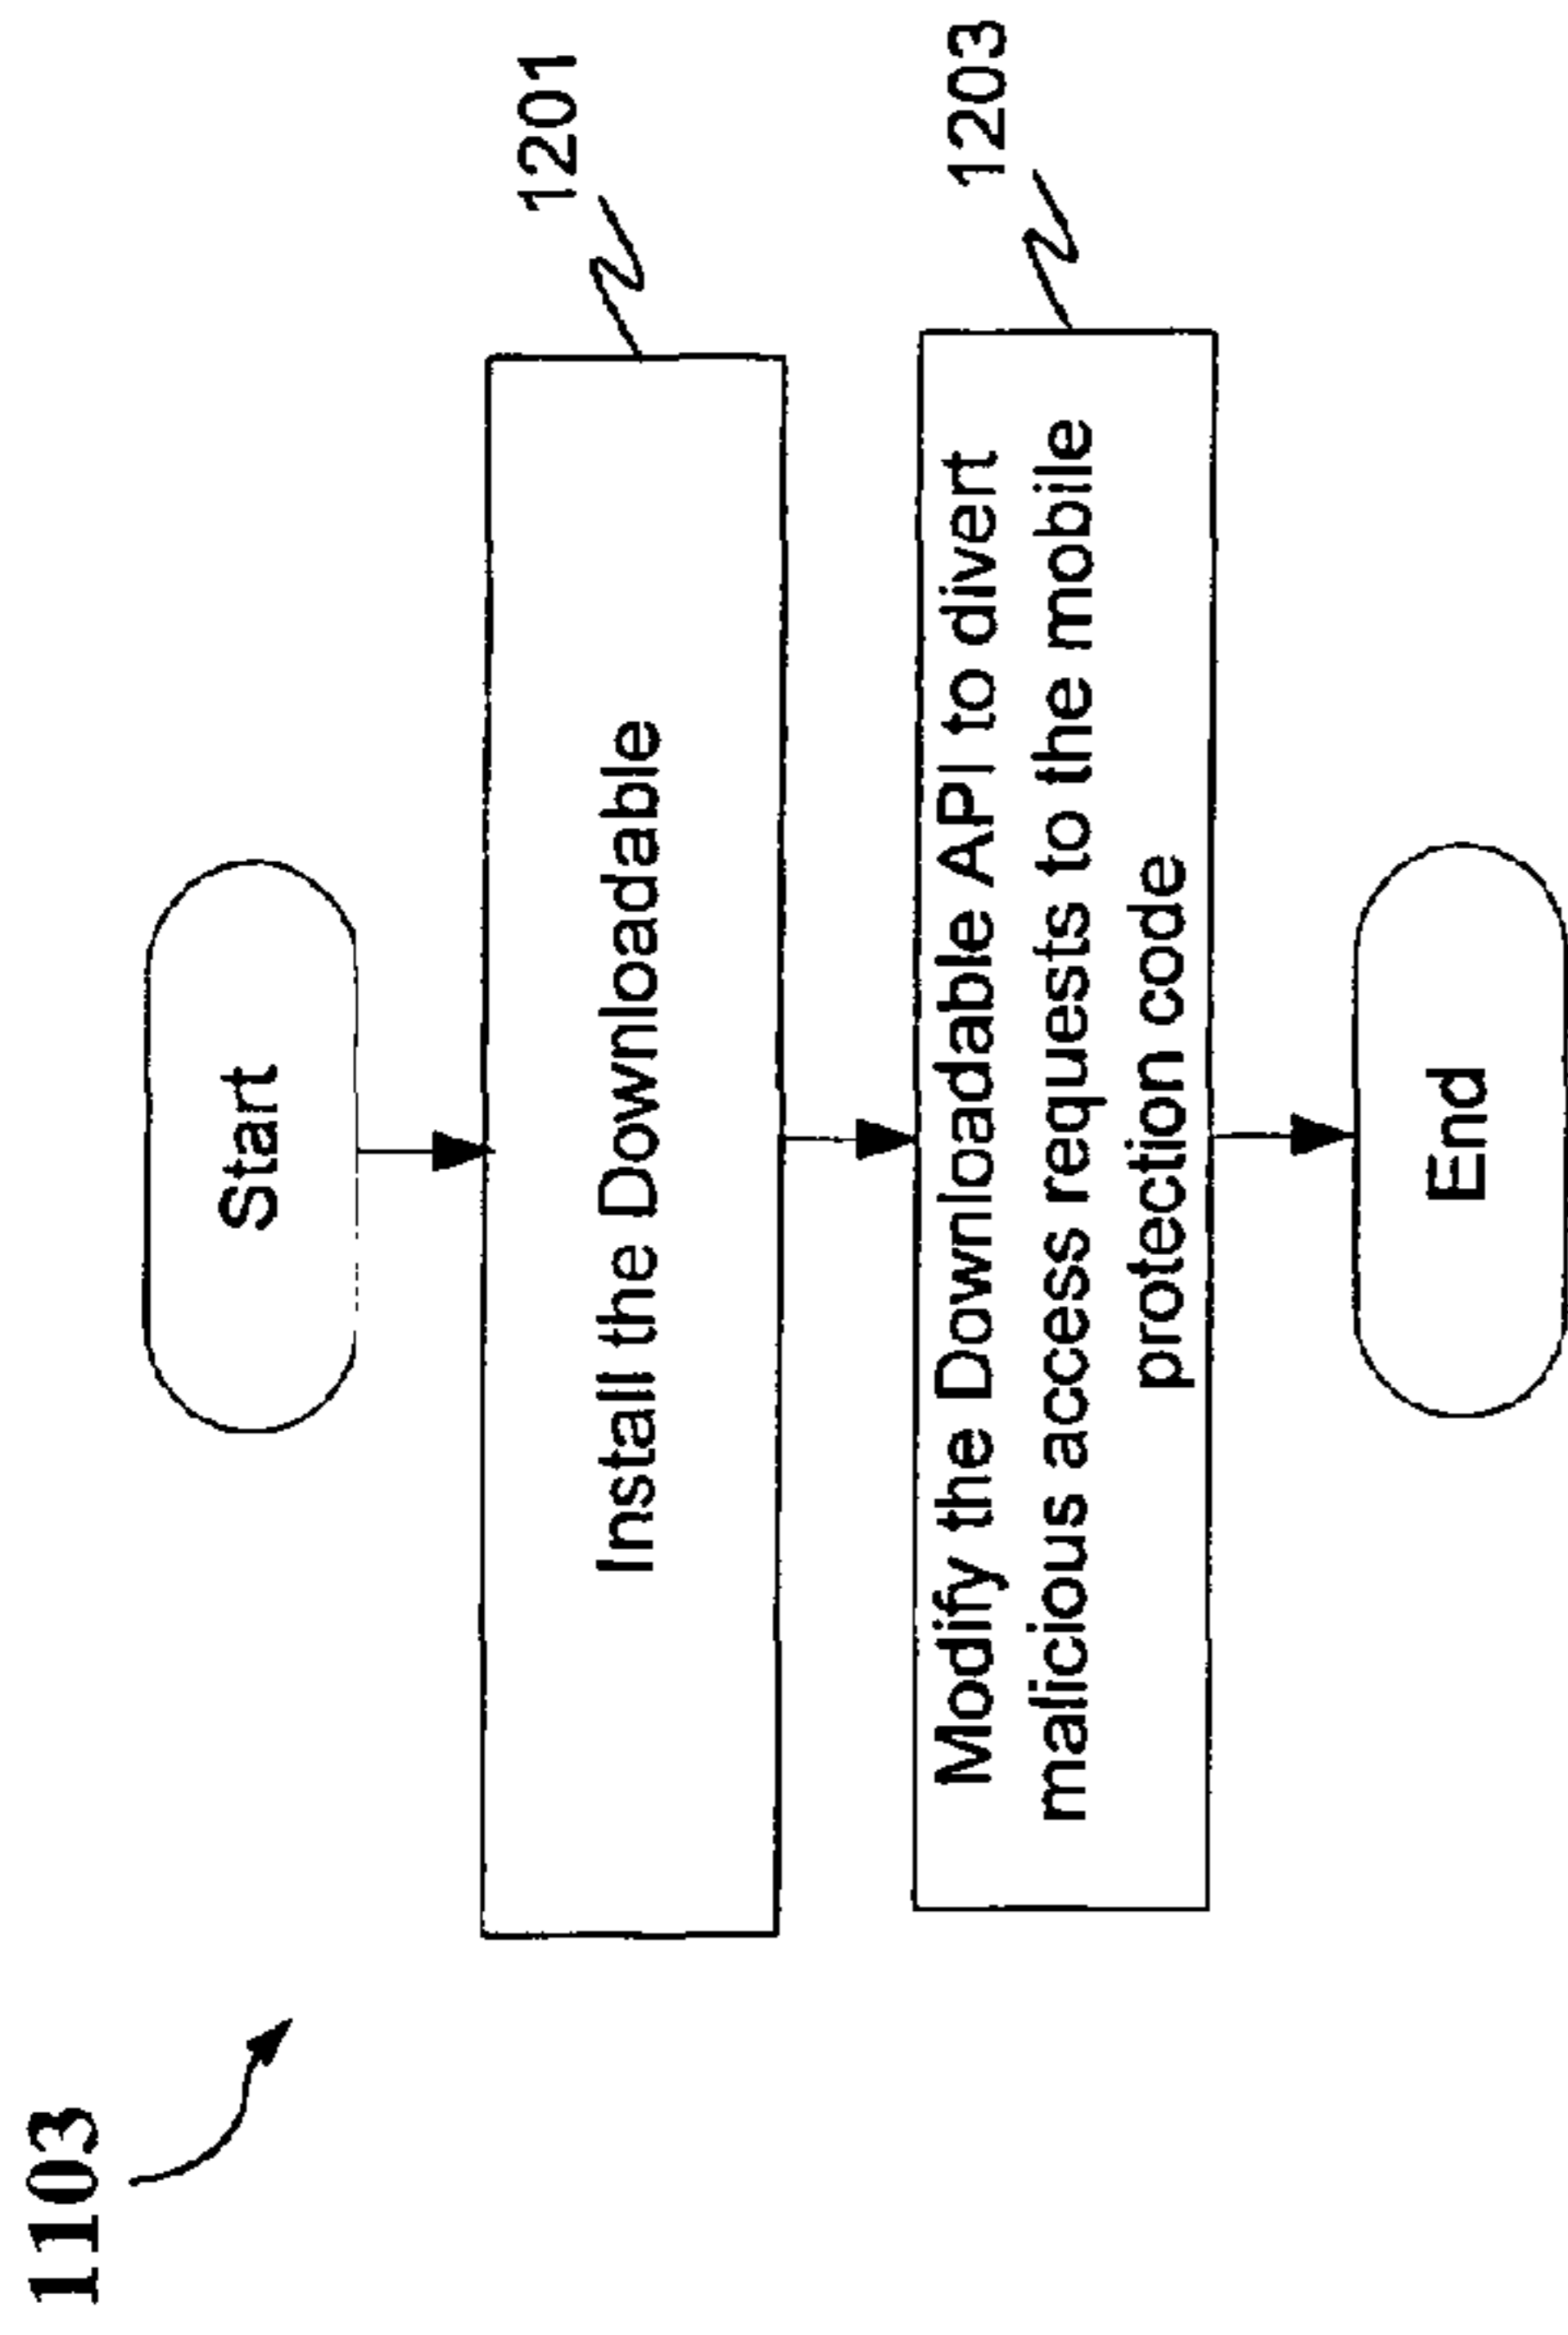 1103
Start
Install the Downloadable
1201
Modify the Downloadable API to divert
malicious access requests to the mobile
protection code
1203
End